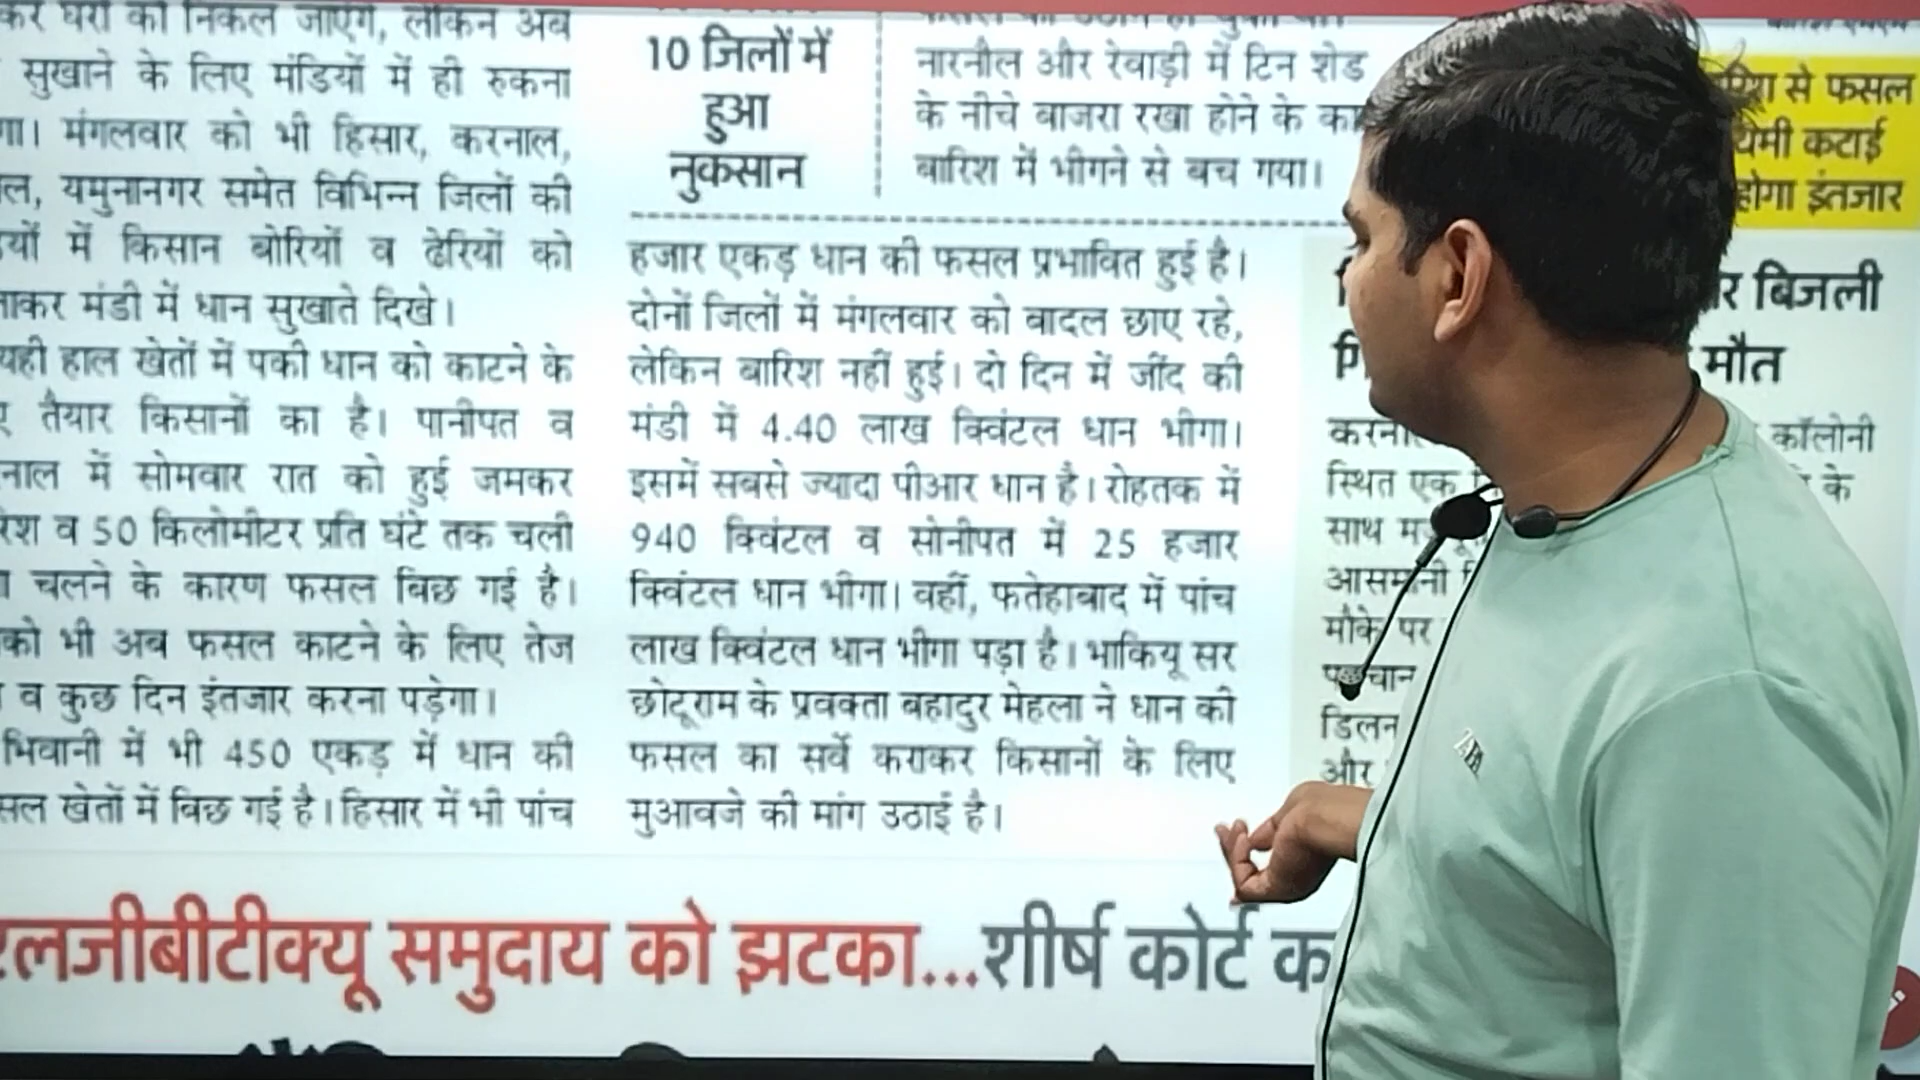 कर घरों को निकल जाएंगे, लेकिन अब
सुखाने के लिए मंडियों में ही रुकना
गा। मंगलवार को भी हिसार, करनाल,
ल, यमुनानगर समेत विभिन्न जिलों की
में किसान बोरियों व ढेरियों को
मंडी में धान सुखाते दिखे।
यही हाल खेतों में पकी धान को काटने के
तैयार किसानों का है। पानीपत व
नाल में सोमवार रात को हुई जमकर
रश व 50 किलोमीटर प्रति घंटे तक चली
चलने के कारण फसल बिछ गई है।
को भी अब फसल काटने के लिए तेज
व कुछ दिन इंतजार करना पड़ेगा।
भिवानी में भी 450 एकड़ में धान की
सल खेतों में बिछ गई है। हिसार में भी पांच
10 जिलों में
हुआ
नुकसान
नारनौल और रेवाड़ी में टिन शेड
के नीचे बाजरा रखा होने के का
बारिश में भीगने से बच गया।
हजार एकड़ धान की फसल प्रभावित हुई है।
दोनों जिलों में मंगलवार को बादल छाए रहे,
लेकिन बारिश नहीं हुई। दो दिन में जींद की
मंडी में 4.40 लाख क्विंटल धान भीगा।
इसमें सबसे ज्यादा पीआर धान है। रोहतक में
940 क्विंटल व सोनीपत में 25 हजार
क्विंटल धान भीगा। वहीं, फतेहाबाद में पांच
लाख क्विंटल धान भीगा पड़ा है। भाकियू सर
छोटूराम के प्रवक्ता बहादुर मेहला ने धान की
फसल का सर्वे कराकर किसानों के लिए
मुआवजे की मांग उठाई है।
से फसल
थमी कटाई
होगा इंतजार
र बिजली
मौत
कॉलोनी
स्थित एक
के
साथ
मौके पर
और
लजीबीटीक्यू समुदाय को झटका...शीर्ष कोर्ट क